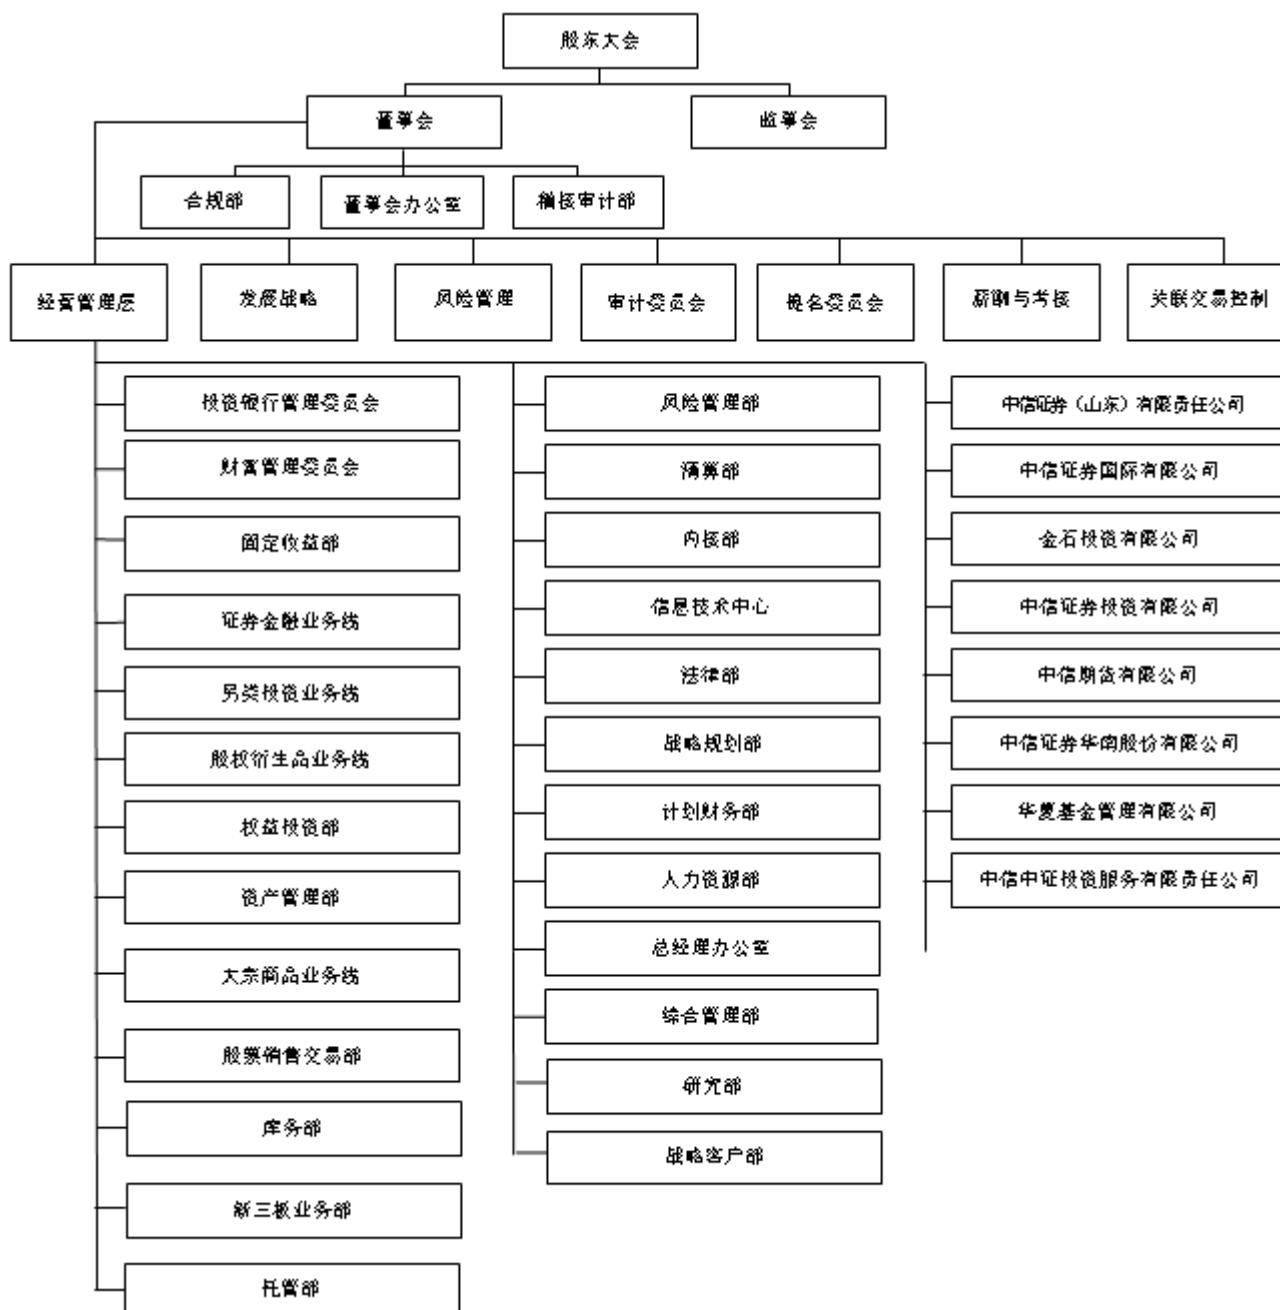 股东大会
董事会
监事会
合规部
董事会办公室
稽核审计部
经营管理层
发展战略
风险管理
审计委员会
提名委员会
薪酬与考核
关联交易控制
投资银行管理委员会
财富管理委员会
固定收益部
证券金融业务线
另类投资业务线
股权衍生品业务线
权益投资部
资产管理部
大宗商品业务线
股票销售交易部
库务部
新三板业务部
托管部
风险管理部
预算部
内核部
信息技术中心
法律部
战略规划部
计划财务部
人力资源部
总经理办公室
综合管理部
研究部
战略客户部
中信证券（山东）有限责任公司
中信证券国际有限公司
金石投资有限公司
中信证券投资有限公司
中信期货有限公司
中信证券华南股份有限公司
华夏基金管理有限公司
中信中证投资服务有限责任公司